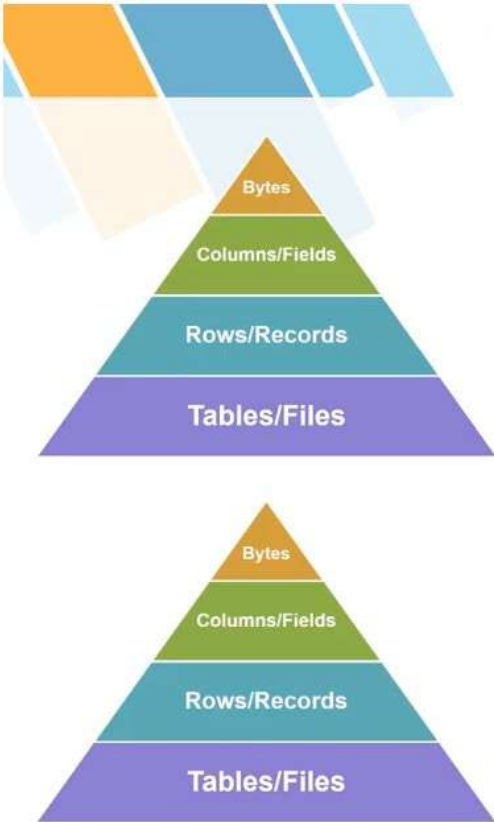 Bytes
Columns/Fields
Rows/Records
Tables/Files
Bytes
Columns/Fields
Rows/Records
Tables/Files